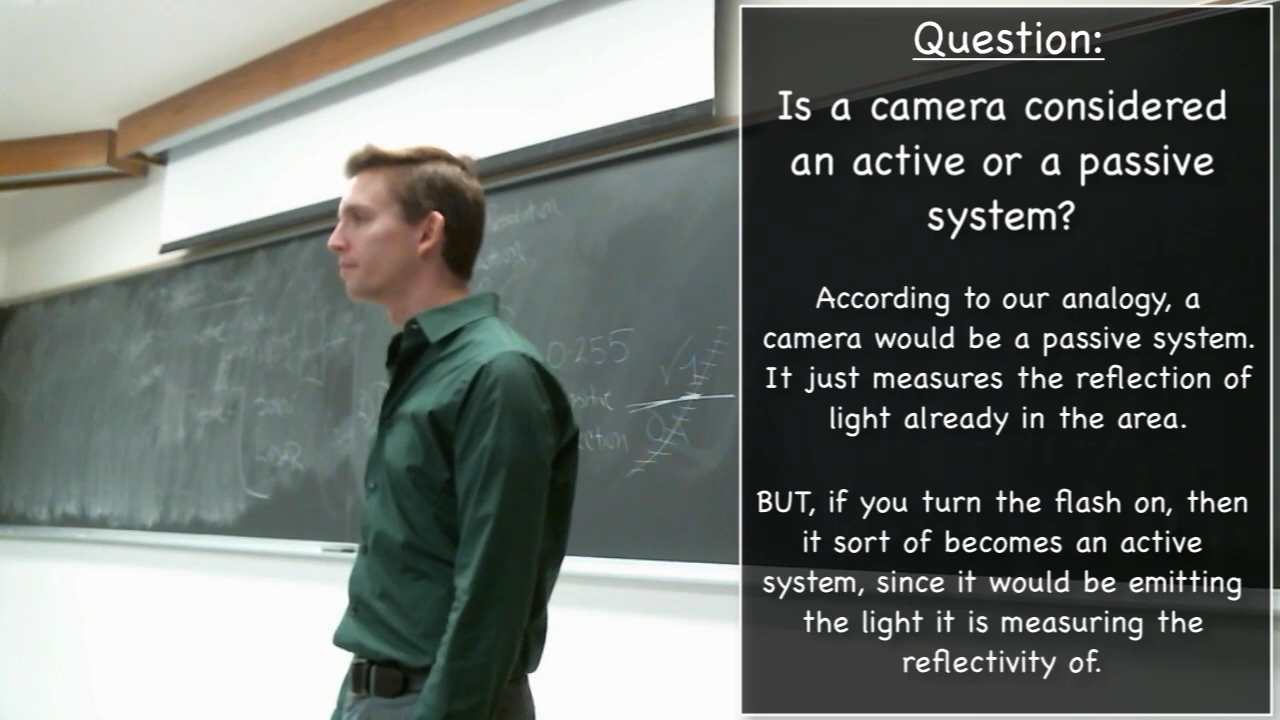 Question:
Is a camera considered
an active or a passive
system?
According to our analogy, a
camera would be a passive system.
It just measures the reflection of
light already in the area.
BUT, if you turn the flash on, then
it sort of becomes an active
system, since it would be emitting
the light it is measuring the
reflectivity of.
0-255